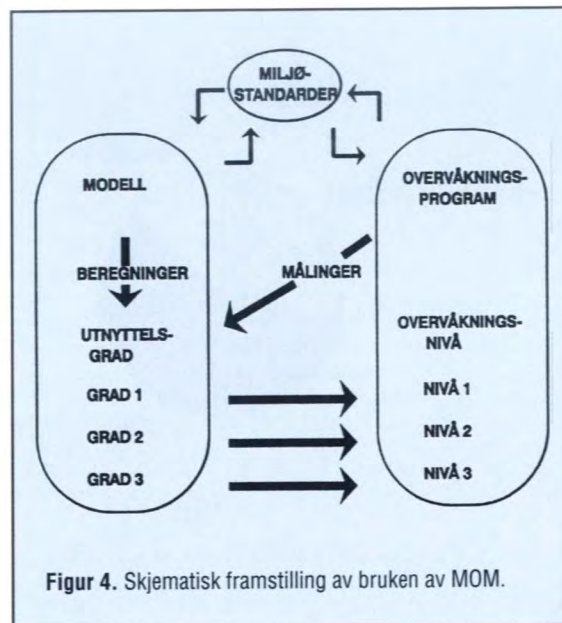 MILJØ-
STANDARDER
MODELL
BEREGNINGER
UTNYTTELS-
GRAD
GRAD 1
GRAD 2
GRAD 3
MÅLINGER
OVERVÅKNINGS-
PROGRAM
OVERVÅKNINGS-
NIVÅ
NIVÅ 1
NIVÅ 2
NIVÅ 3
Figur 4. Skjematisk framstilling av bruken av MOM.